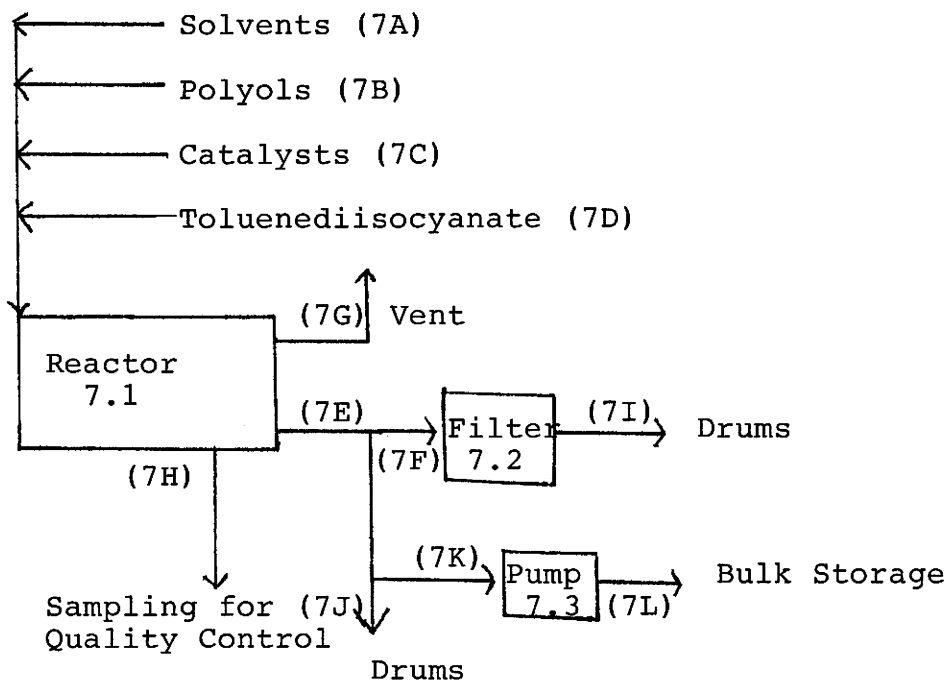 Solvents (7A)
Polyols (7B)
Catalysts (7C)
Toluenediisocyanate (7D)
(7G) Vent
Reactor
7.1
(7E)
(7I)
Drums
Filter
7.2
(7F)
(7H)
(7K)
Pump
7.3
Bulk Storage
(7L)
Sampling for
Quality Control
(7J)
Drums